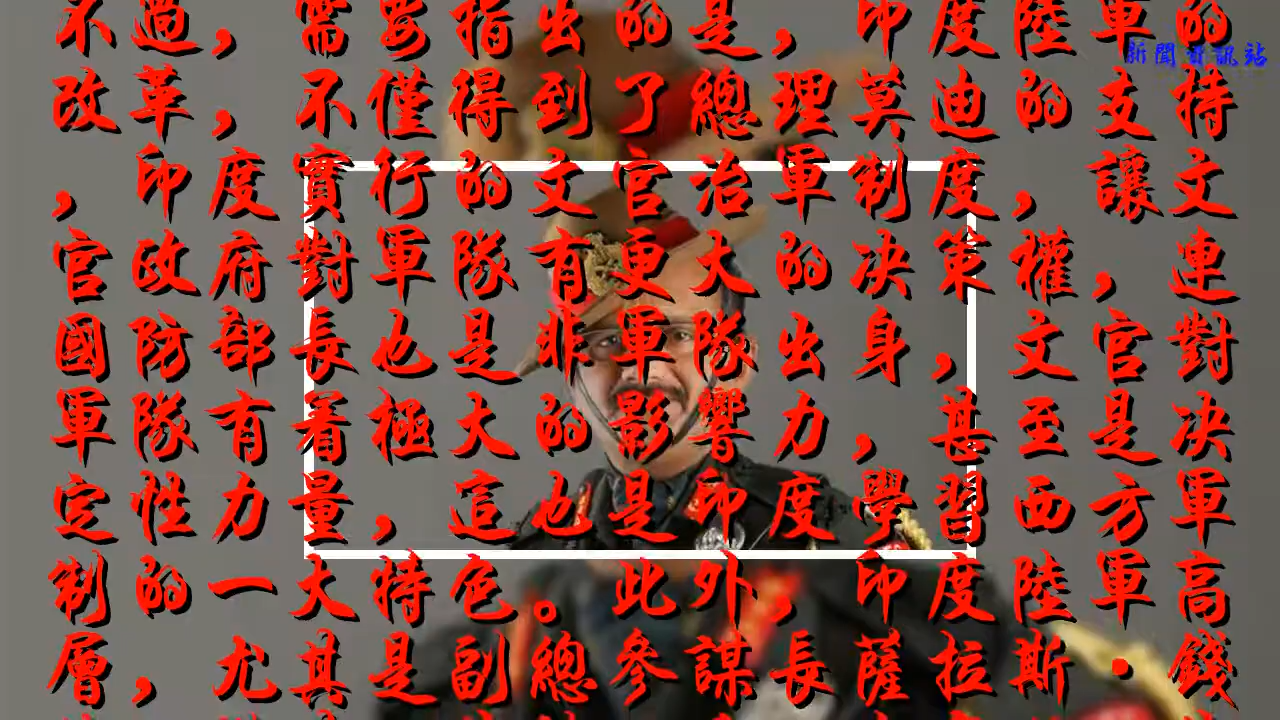 不過，需要指出的是，印度陸軍的
新聞資訊站
改革，不僅得到了總理莫迪的支持
，印度實行的文官治軍制度，讓文
官政府對軍隊有更大的决策權，連
國防部長也是非軍隊出身，文官對
軍隊有着極大的影響力，甚至是决
定性力量，這也是印度學習西方軍
制的一大特色。此外，印度陸軍高
層，尤其是副總參謀長薩拉斯·錢